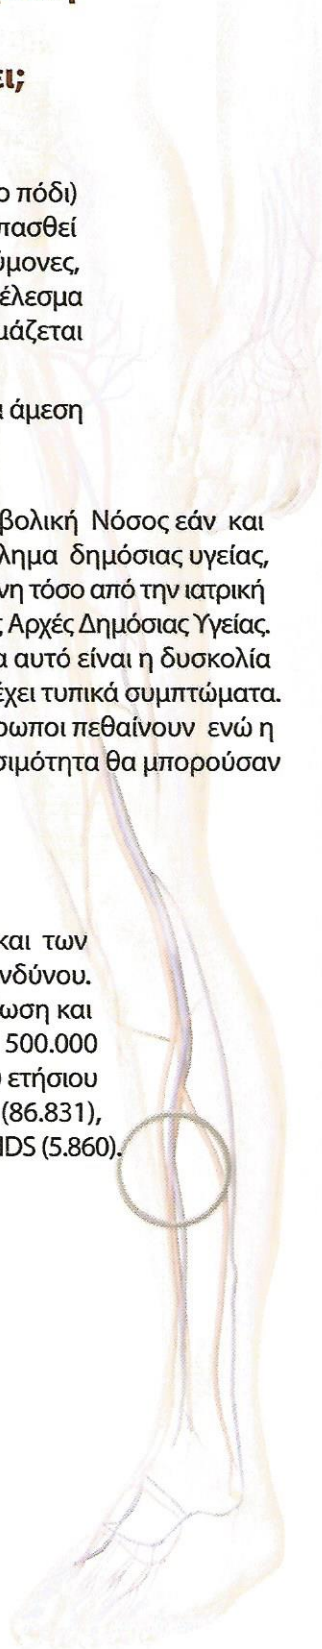 ει;
ο πόδι)
πασθεί
ύμονες,
έλεσμα
μάζεται
άμεση
βολική Νόσος εάν και
λημα δημόσιας υγείας,
νη τόσο από την ιατρική
ς Αρχές Δημόσιας Υγείας.
α αυτό είναι η δυσκολία
έχει τυπικά συμπτώματα.
ρωποι πεθαίνουν ενώ η
σιμότητα θα μπορούσαν
και των
νδύνου.
ωση και
500.000
ετήσιου
(86.831),
IDS (5.860).